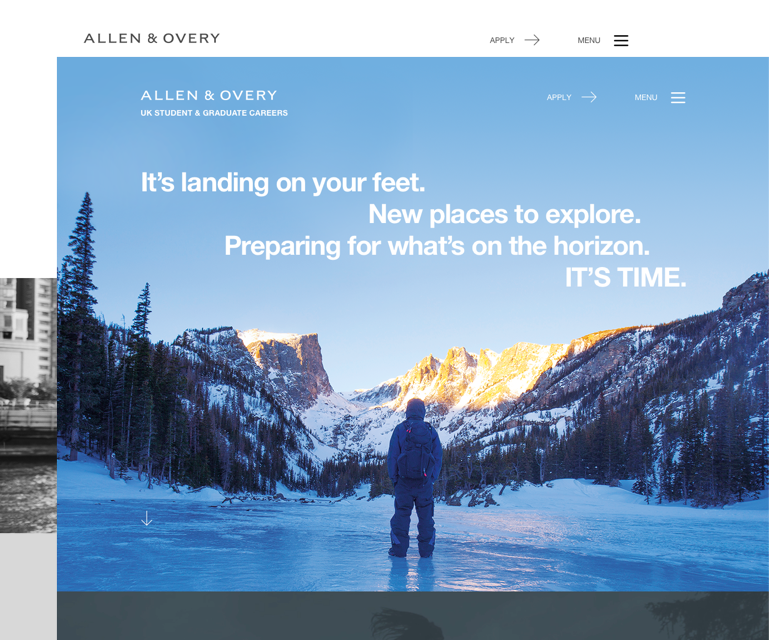 ALLEN & OVERY
APPLY
MENU
ALLEN & OVERY
UK STUDENT & GRADUATE CAREERS
APPLY
MENU
It’s landing on your feet.
New places to explore.
Preparing for what’s on the horizon.
IT’S TIME.